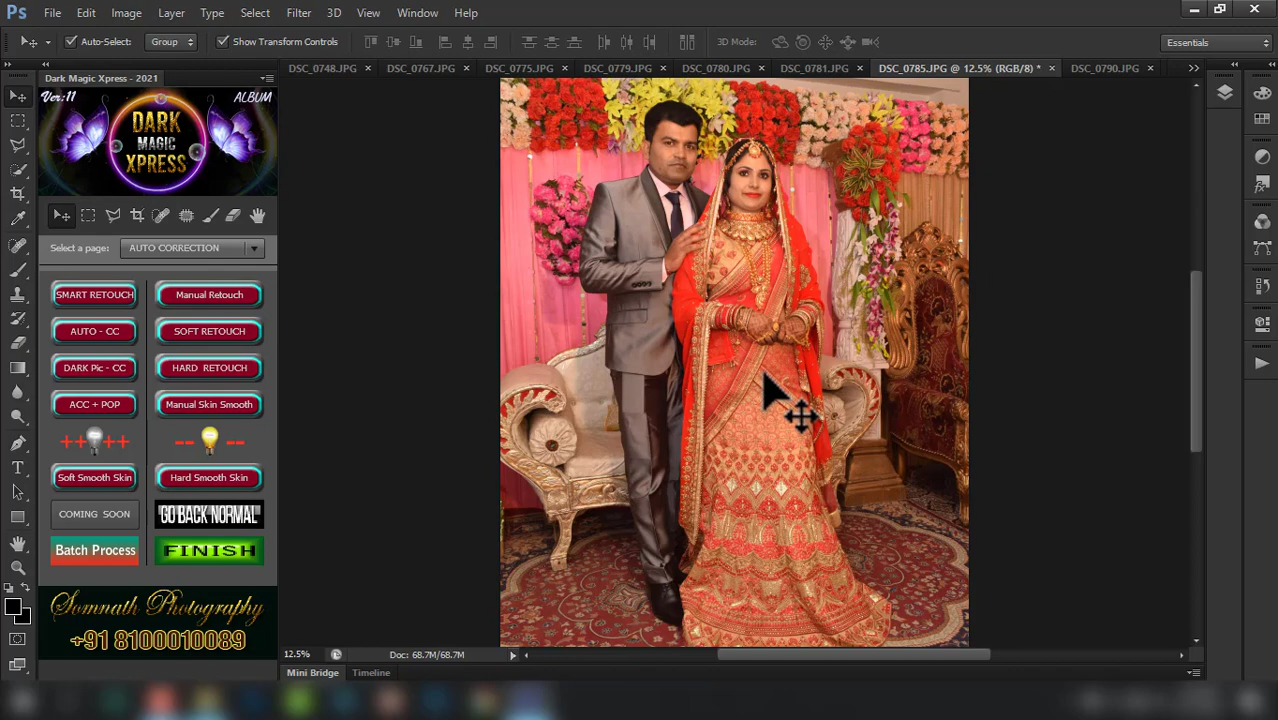 Ps File Edit Image Layer Type Select Filter 3D View Window Help
Auto-Select: Group Show Transform Controls 3D Mode: Essentials
Dark Magic Xpress - 2021
DSC_0748.JPG × DSC_0767.JPG × DSC_0775.JPG × DSC_0779.JPG × DSC_0780.JPG × DSC_0781.JPG × DSC_0785.JPG @ 12.5% (RGB/8) * × DSC_0790.JPG ×
Ver:11 ALBUM
DARK
MAGIC
XPRESS
Select a page: AUTO CORRECTION
SMART RETOUCH Manual Retouch
AUTO - CC SOFT RETOUCH
DARK Pic - CC HARD RETOUCH
ACC + POP Manual Skin Smooth
++ ++ -- --
Soft Smooth Skin Hard Smooth Skin
COMING SOON GO BACK NORMAL
Batch Process FINISH
Somnath Photography
+91 8100010089
12.5% Doc: 68.7M/68.7M
Mini Bridge Timeline